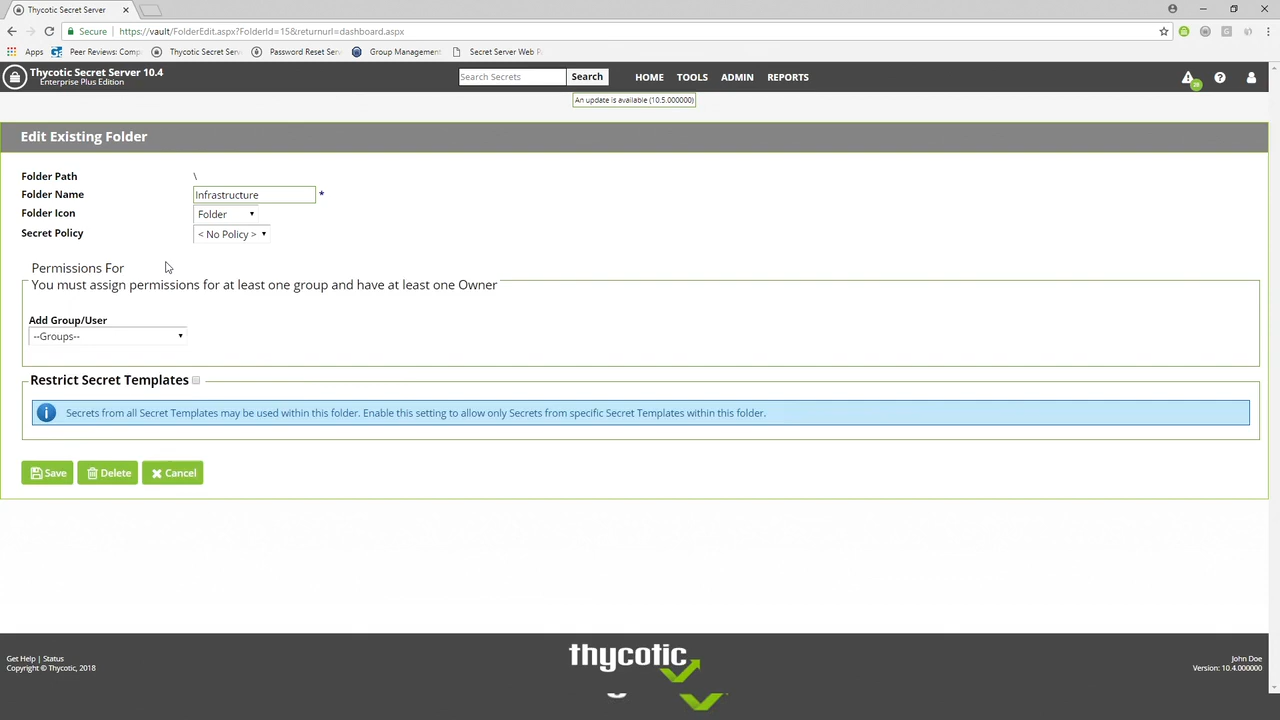 Thycotic Secret Server
Secure
https://vault/FolderEdit.aspx?FolderId=15&returnurl=dashboard.aspx
Apps
Peer Reviews: Comp
Thycotic Secret Serv
Password Reset Serv
Group Management
Secret Server Web
Thycotic Secret Server 10.4
Enterprise Plus Edition
Search Secrets
Search
HOME
TOOLS
ADMIN
REPORTS
An update is available (10.5.000000)
Edit Existing Folder
Folder Path
\
Folder Name
Infrastructure
*
Folder Icon
Folder
Secret Policy
< No Policy >
Permissions For
You must assign permissions for at least one group and have at least one Owner
Add Group/User
--Groups--
Restrict Secret Templates
Secrets from all Secret Templates may be used within this folder. Enable this setting to allow only Secrets from specific Secret Templates within this folder.
Save
Delete
Cancel
Get Help | Status
Copyright © Thycotic, 2018
thycotic
John Doe
Version: 10.4.000000